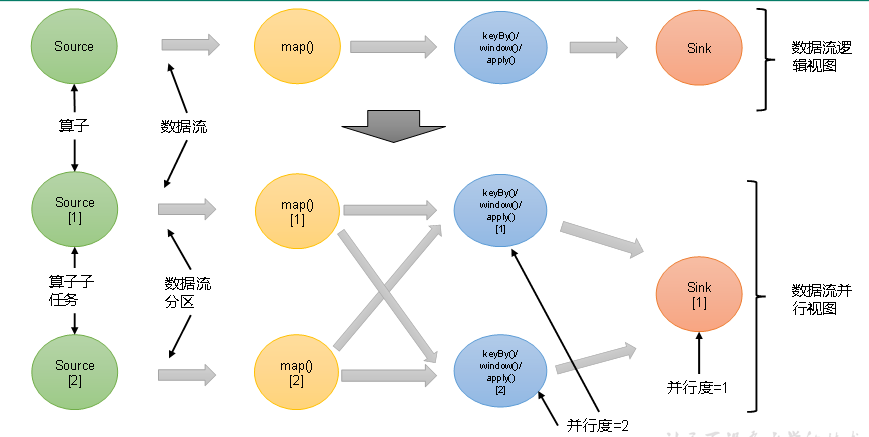 Source
map()
keyBy()/
window()/
apply()
Sink
数据流逻
辑视图
算子
数据流
Source
[1]
map()
[1]
keyBy()/
window()/
apply()
[1]
算子子
任务
数据流
分区
Sink
[1]
数据流并
行视图
Source
[2]
map()
[2]
keyBy()/
window()/
apply()
[2]
并行度=1
并行度=2